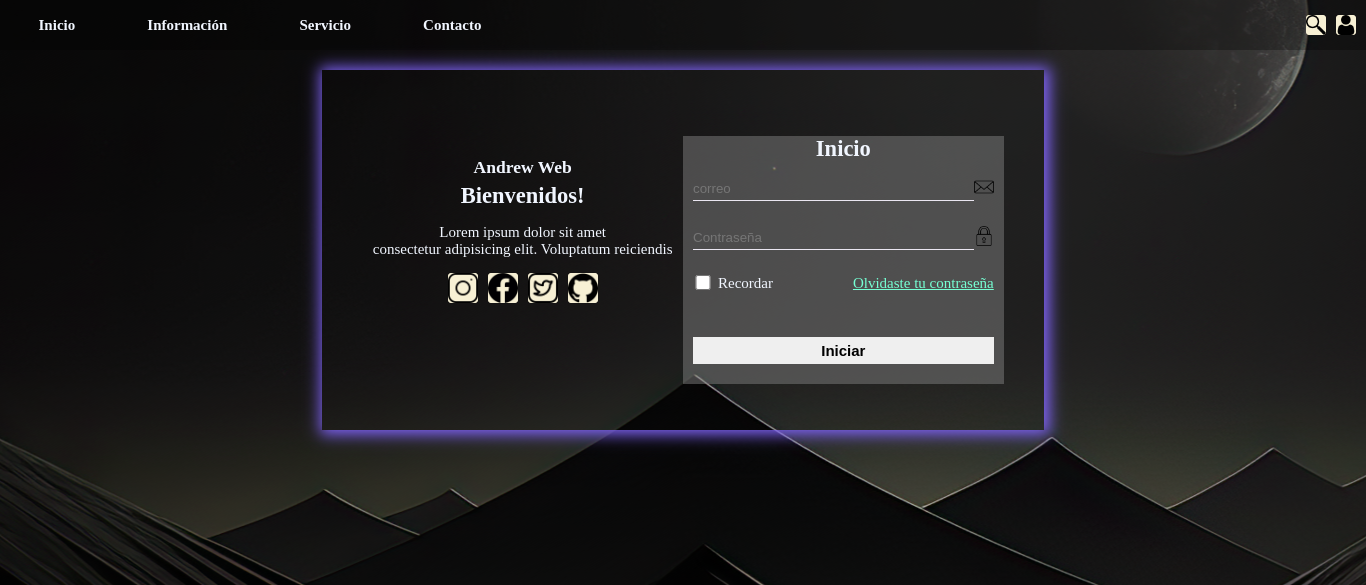 Inicio
Información
Servicio
Contacto
Andrew Web
Bienvenidos!
Lorem ipsum dolor sit amet
consectetur adipisicing elit. Voluptatum reiciendis
Inicio
correo
Contraseña
Recordar
Olvidaste tu contraseña
Iniciar